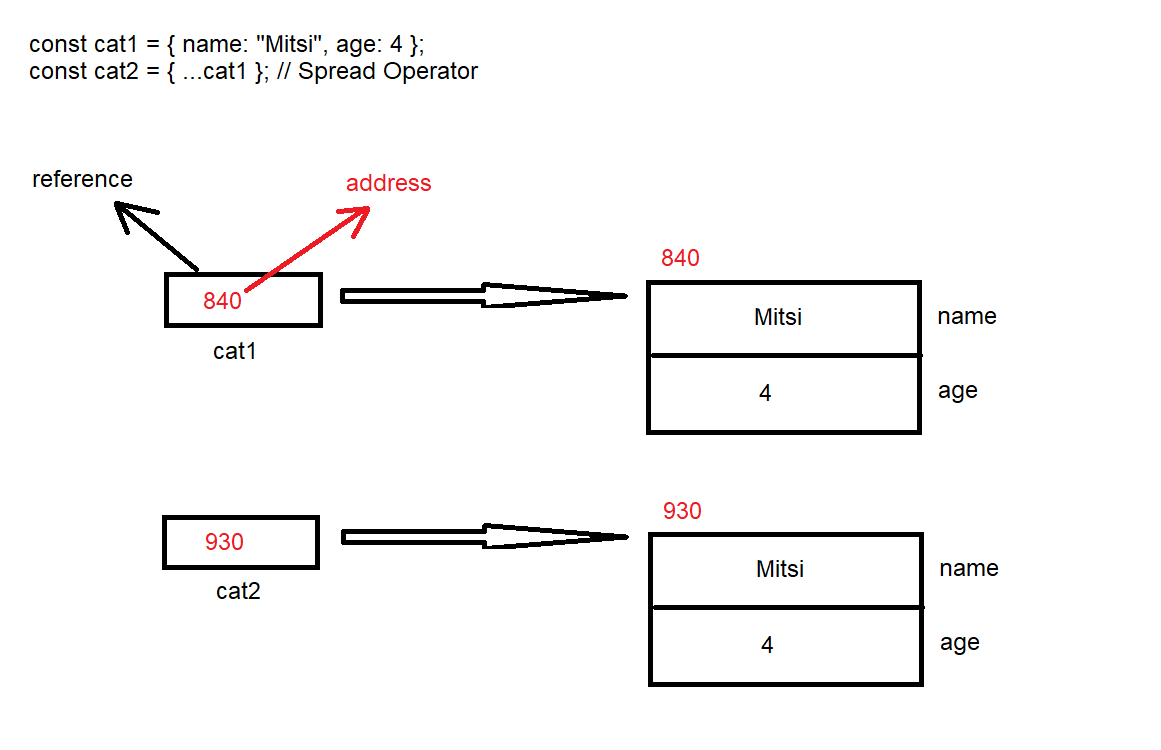 const cat1 = { name: "Mitsi", age: 4 };
const cat2 = { ...cat1 }; // Spread Operator
reference
address
840
840
Mitsi
name
cat1
4
age
930
930
Mitsi
name
cat2
4
age